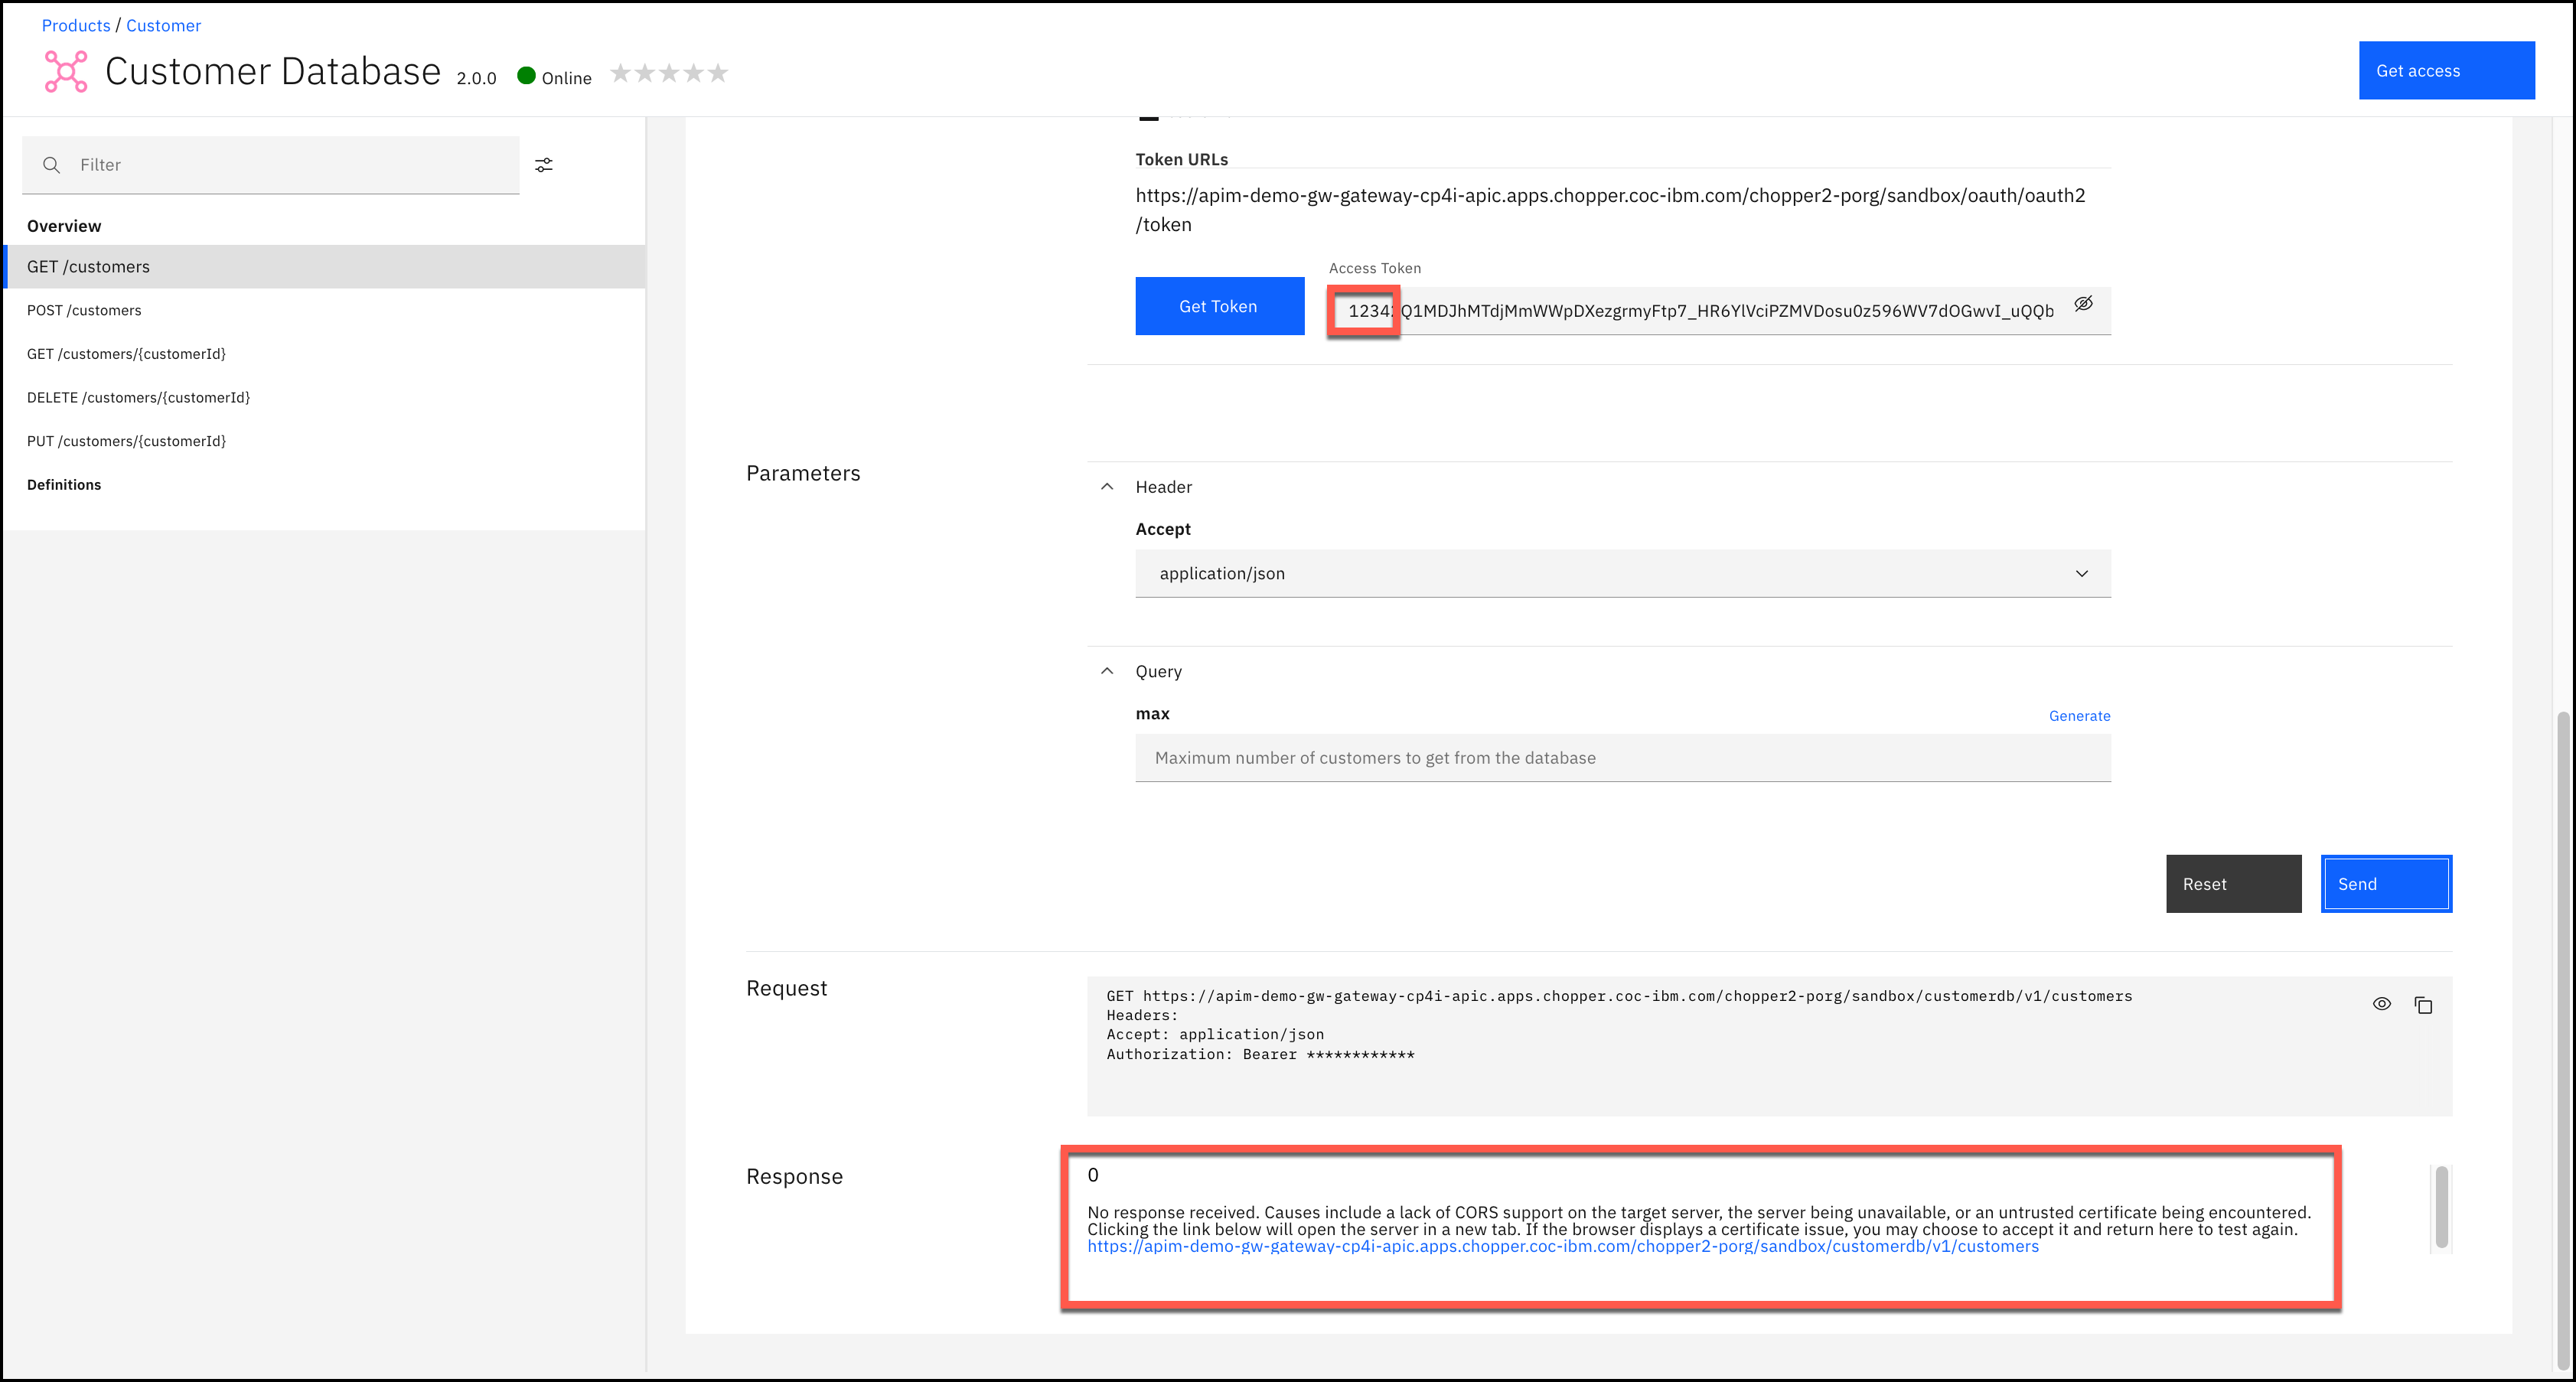 Products / Customer
Customer Database 2.0.0 Online
Get access
Filter
Overview
GET /customers
POST /customers
GET /customers/{customerId}
DELETE /customers/{customerId}
PUT /customers/{customerId}
Definitions
Token URLs
https://apim-demo-gw-gateway-cp4i-apic.apps.chopper.coc-ibm.com/chopper2-porg/sandbox/oauth/oauth2
/token
Access Token
Get Token
Parameters
Header
Accept
application/json
Query
max
Generate
Maximum number of customers to get from the database
Reset
Send
Request
GET https://apim-demo-gw-gateway-cp4i-apic.apps.chopper.coc-ibm.com/chopper2-porg/sandbox/customerdb/v1/customers
Headers:
Accept: application/json
Authorization: Bearer ************
Response
0
No response received. Causes include a lack of CORS support on the target server, the server being unavailable, or an untrusted certificate being encountered.
Clicking the link below will open the server in a new tab. If the browser displays a certificate issue, you may choose to accept it and return here to test again.
https://apim-demo-gw-gateway-cp4i-apic.apps.chopper.coc-ibm.com/chopper2-porg/sandbox/customerdb/v1/customers